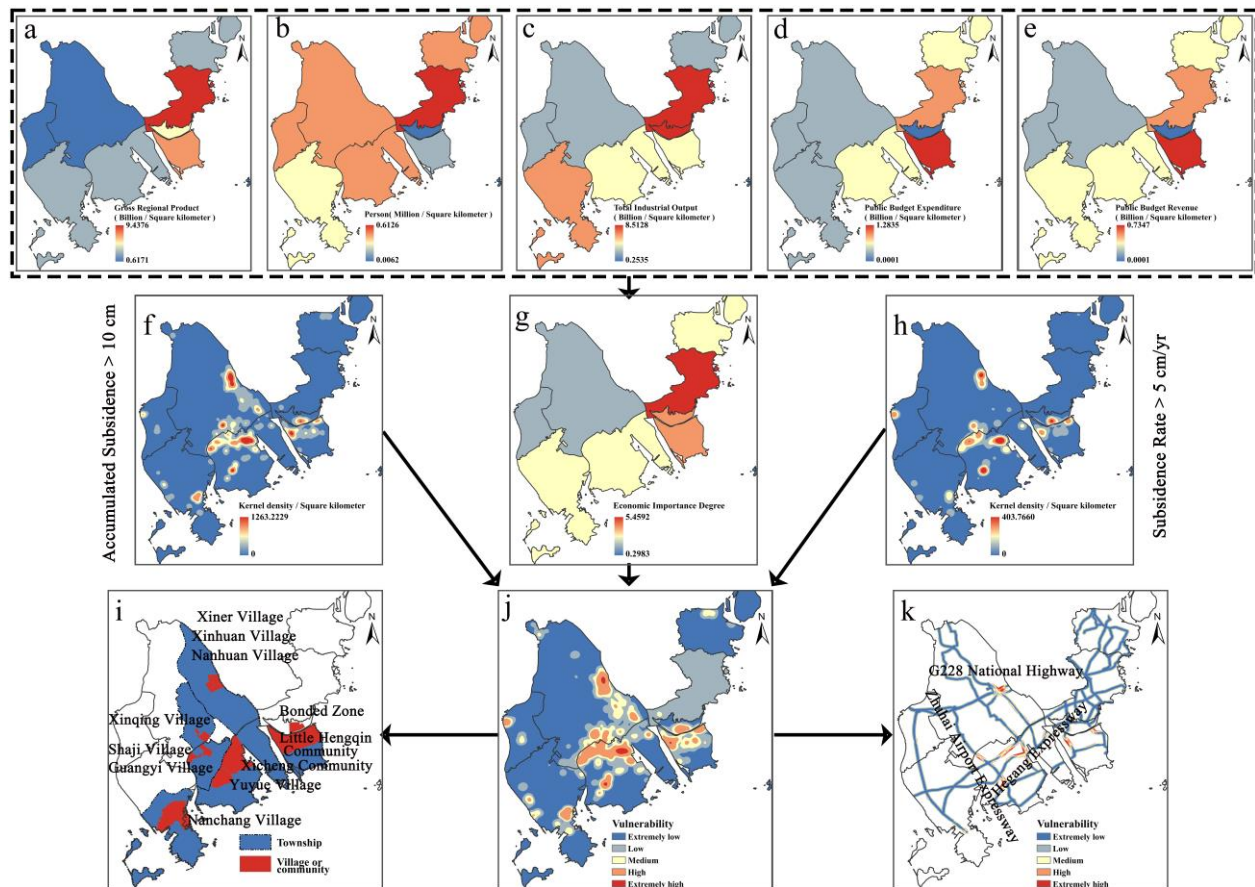 a
N
Gross Regional Product
( Billion / Square kilometer )
9.4376
0.6171
b
N
Person( Million / Square kilometer )
0.6126
0.0062
c
N
Total Industrial Output
( Billion / Square kilometer )
8.5128
0.2535
d
N
Public Budget Expenditure
( Billion / Square kilometer )
1.2835
0.0001
e
N
Public Budget Revenue
( Billion / Square kilometer )
0.7347
0.0001
Accumulated Subsidence > 10 cm
f
N
Kernel density / Square kilometer
1263.2229
0
g
N
Economic Importance Degree
5.4592
0.2983
h
N
Kernel density / Square kilometer
403.7660
0
Subsidence Rate > 5 cm/yr
i
N
Xiner Village
Xinhuan Village
Nanhuan Village
Bonded Zone
Xinqing Village
Little Hengqin
Community
Shaji Village
Guangyi Village
Xicheng Community
Yuyue Village
Nanchang Village
Township
Village or
community
j
N
Vulnerability
Extremely low
Low
Medium
High
Extremely high
k
N
G228 National Highway
Zhuhai Airport Expressway
Hegang Expressway
Vulnerability
Extremely low
Low
Medium
High
Extremely high